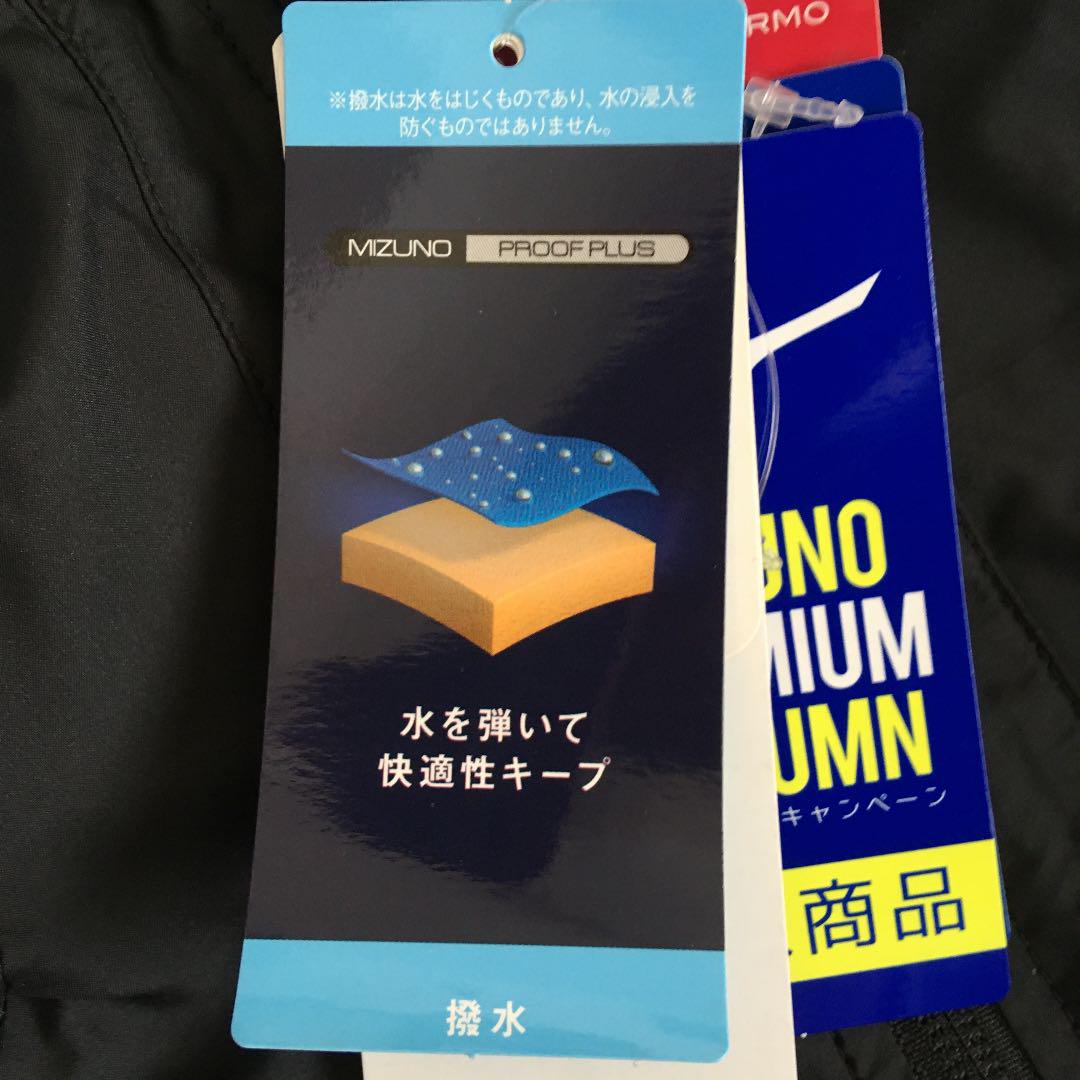 ※撥水は水をはじくものであり、水の浸入を
防ぐものではありません。
MIZUNO PROOF PLUS
水を弾いて
快適性キープ
撥水
RMO
UNO
MIUM
UMN
キャンペーン
商品